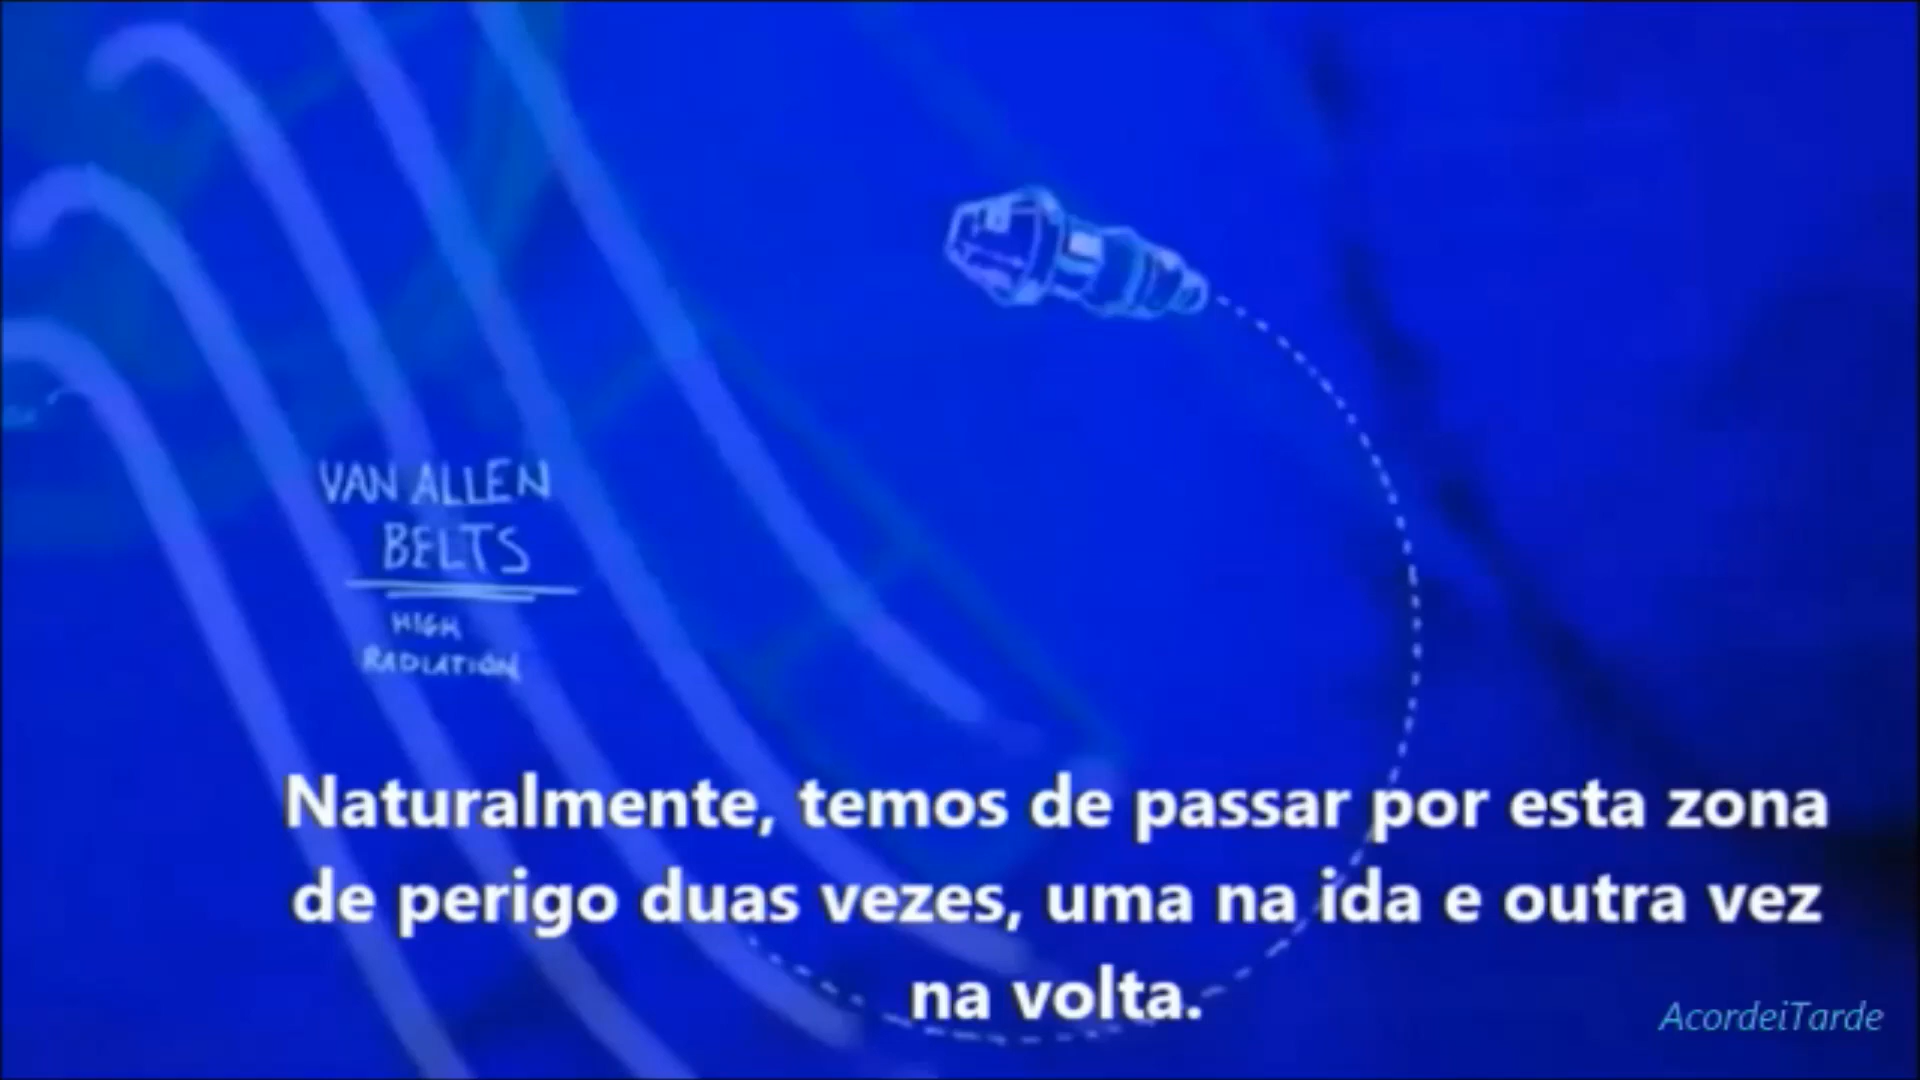 VAN ALLEN
BELTS
HIGH
RADIATION
Naturalmente, temos de passar por esta zona
de perigo duas vezes, uma na ida e outra vez
na volta.
AcordeiTarde